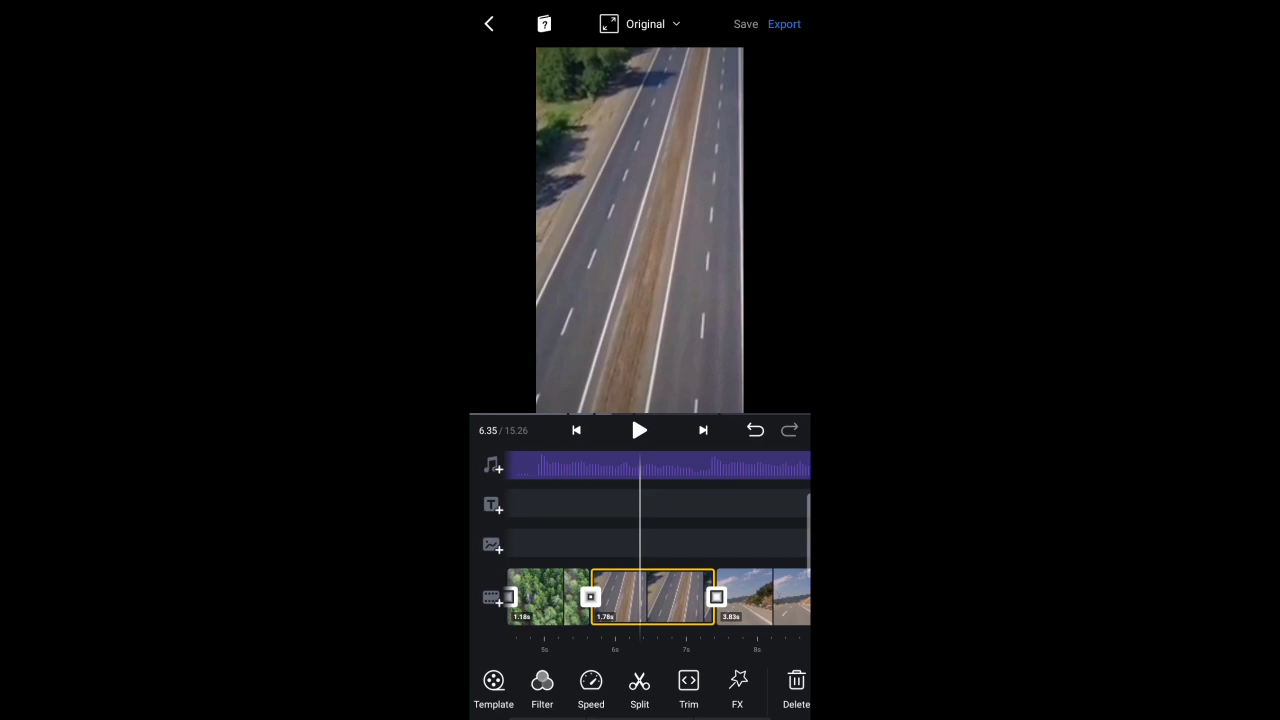 ?
Original
Save Export
6.35 / 15.26
T
1.18s
1.78s
3.83s
5s 6s 7s 8s
Template Filter Speed Split Trim FX Delete